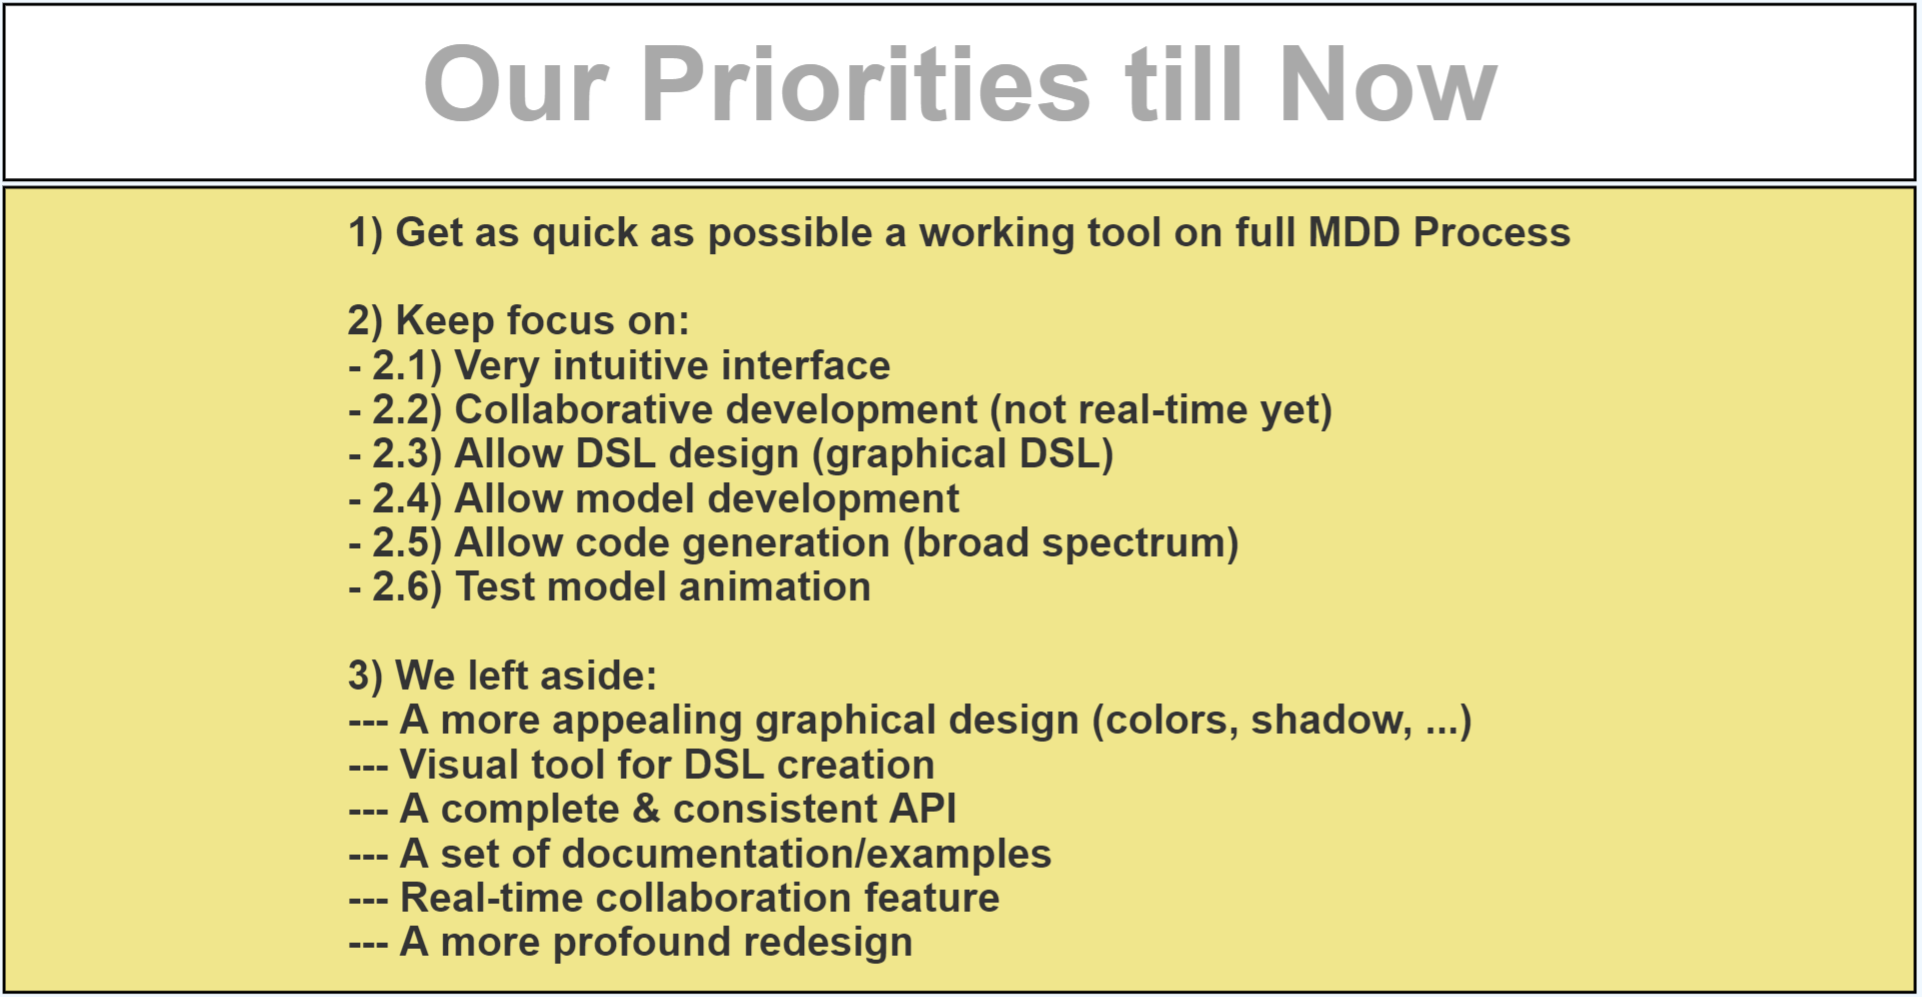 Our Priorities till Now
1) Get as quick as possible a working tool on full MDD Process
2) Keep focus on:
- 2.1) Very intuitive interface
- 2.2) Collaborative development (not real-time yet)
- 2.3) Allow DSL design (graphical DSL)
- 2.4) Allow model development
- 2.5) Allow code generation (broad spectrum)
- 2.6) Test model animation
3) We left aside:
--- A more appealing graphical design (colors, shadow, ...)
--- Visual tool for DSL creation
--- A complete & consistent API
--- A set of documentation/examples
--- Real-time collaboration feature
--- A more profound redesign